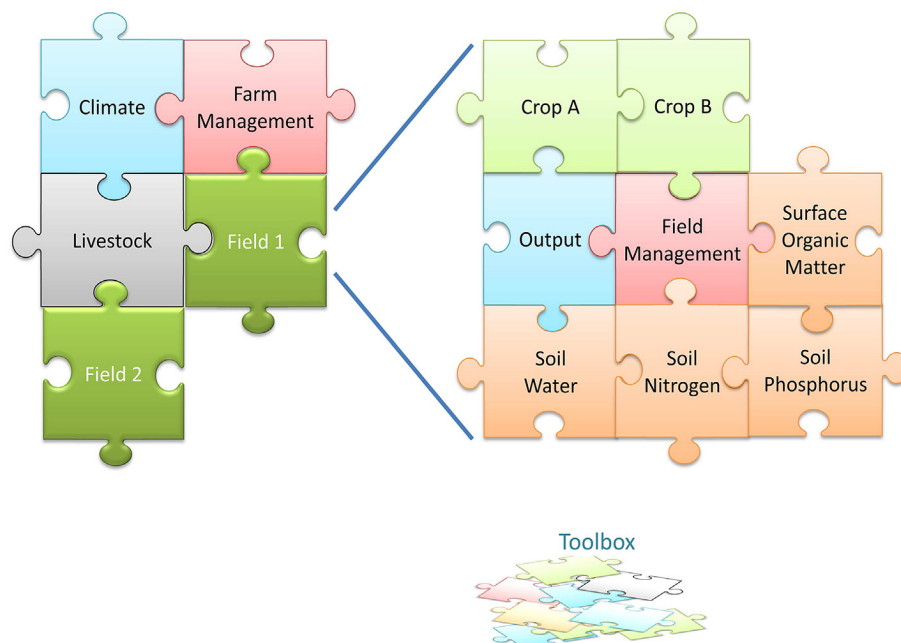 Climate
Farm
Management
Livestock
Field 1
Field 2
Crop A
Crop B
Output
Field
Management
Surface
Organic
Matter
Soil
Water
Soil
Nitrogen
Soil
Phosphorus
Toolbox